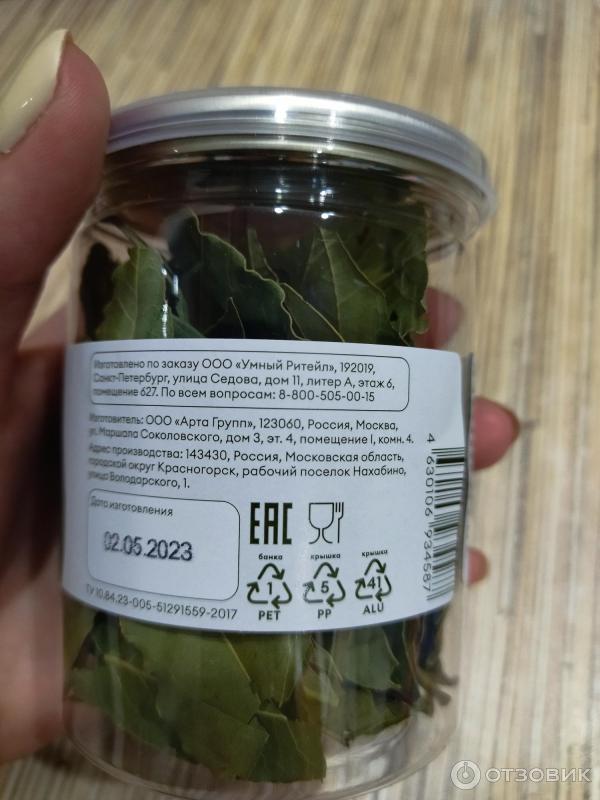 Изготовлено по заказу ООО «Умный Ритейл», 192019,
Санкт-Петербург, улица Седова, дом 11, литер А, этаж 6,
помещение 627. По всем вопросам: 8-800-505-00-15
Изготовитель: ООО «Арта Групп», 123060, Россия, Москва,
ул. Маршала Соколовского, дом 3, эт. 4, помещение I, комн. 4.
Адрес производства: 143430, Россия, Московская область,
городской округ Красногорск, рабочий поселок Нахабино,
улица Володарского, 1.
Дата изготовления
02.05.2023
ТУ 10.84.23-005-51291559-2017
EAC
банка
1
PET
крышка
5
PP
крышка
41
ALU
4 630106 934587
ОТЗОВИК